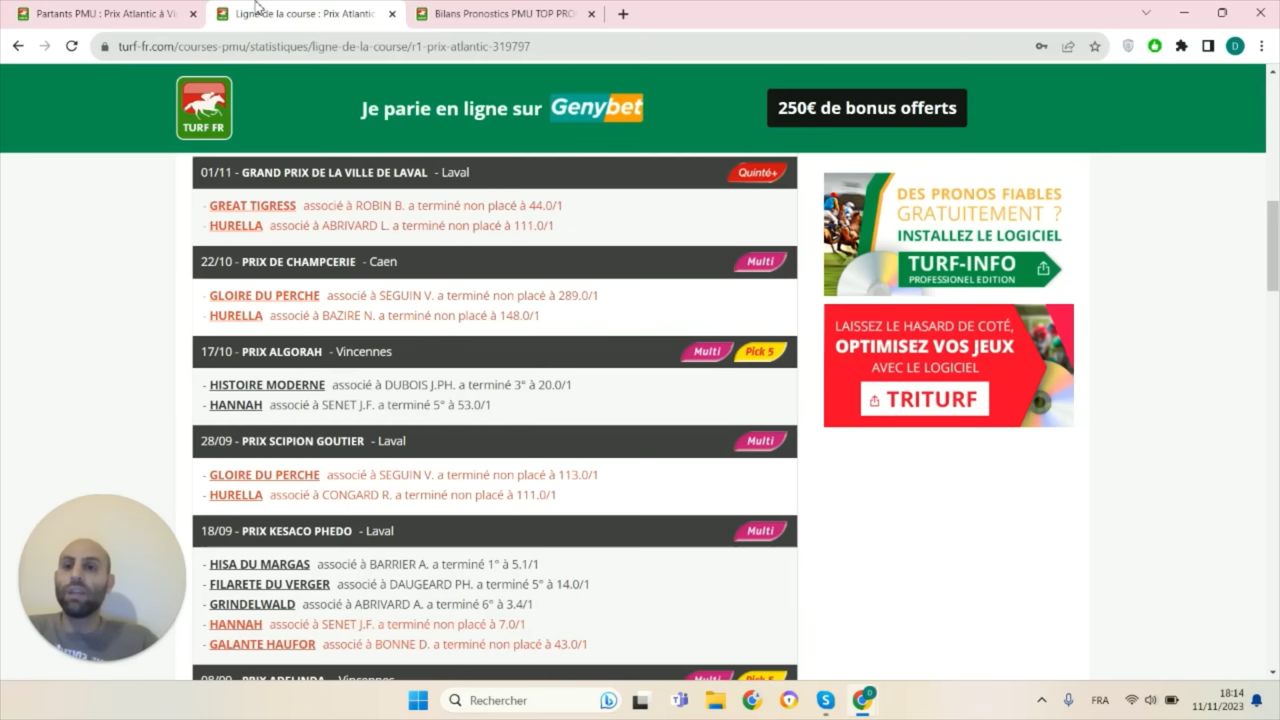 Partants PMU : Prix Atlantic à Vi
Ligne de la course : Prix Atlantic
Bilans Pronostics PMU TOP PRO
turf-fr.com/courses-pmu/statistiques/ligne-de-la-course/r1-prix-atlantic-319797
D
TURF FR
Je parie en ligne sur Genybet
250€ de bonus offerts
01/11 - GRAND PRIX DE LA VILLE DE LAVAL - Laval Quinté+
- GREAT TIGRESS associé à ROBIN B. a terminé non placé à 44.0/1
- HURELLA associé à ABRIVARD L. a terminé non placé à 111.0/1
22/10 - PRIX DE CHAMPCERIE - Caen Multi
- GLOIRE DU PERCHE associé à SEGUIN V. a terminé non placé à 289.0/1
- HURELLA associé à BAZIRE N. a terminé non placé à 148.0/1
17/10 - PRIX ALGORAH - Vincennes Multi Pick 5
- HISTOIRE MODERNE associé à DUBOIS J.PH. a terminé 3° à 20.0/1
- HANNAH associé à SENET J.F. a terminé 5° à 53.0/1
28/09 - PRIX SCIPION GOUTIER - Laval Multi
- GLOIRE DU PERCHE associé à SEGUIN V. a terminé non placé à 113.0/1
- HURELLA associé à CONGARD R. a terminé non placé à 111.0/1
18/09 - PRIX KESACO PHEDO - Laval Multi
- HISA DU MARGAS associé à BARRIER A. a terminé 1° à 5.1/1
- FILARETE DU VERGER associé à DAUGEARD PH. a terminé 5° à 14.0/1
- GRINDELWALD associé à ABRIVARD A. a terminé 6° à 3.4/1
- HANNAH associé à SENET J.F. a terminé non placé à 7.0/1
- GALANTE HAUFOR associé à BONNE D. a terminé non placé à 43.0/1
08/09 - PRIX ADELINDA - Vincennes Multi Pick 5
DES PRONOS FIABLES
GRATUITEMENT ?
INSTALLEZ LE LOGICIEL
TURF-INFO
PROFESSIONEL EDITION
LAISSEZ LE HASARD DE COTÉ,
OPTIMISEZ VOS JEUX
AVEC LE LOGICIEL
TRITURF
Rechercher
FRA
18:14
11/11/2023